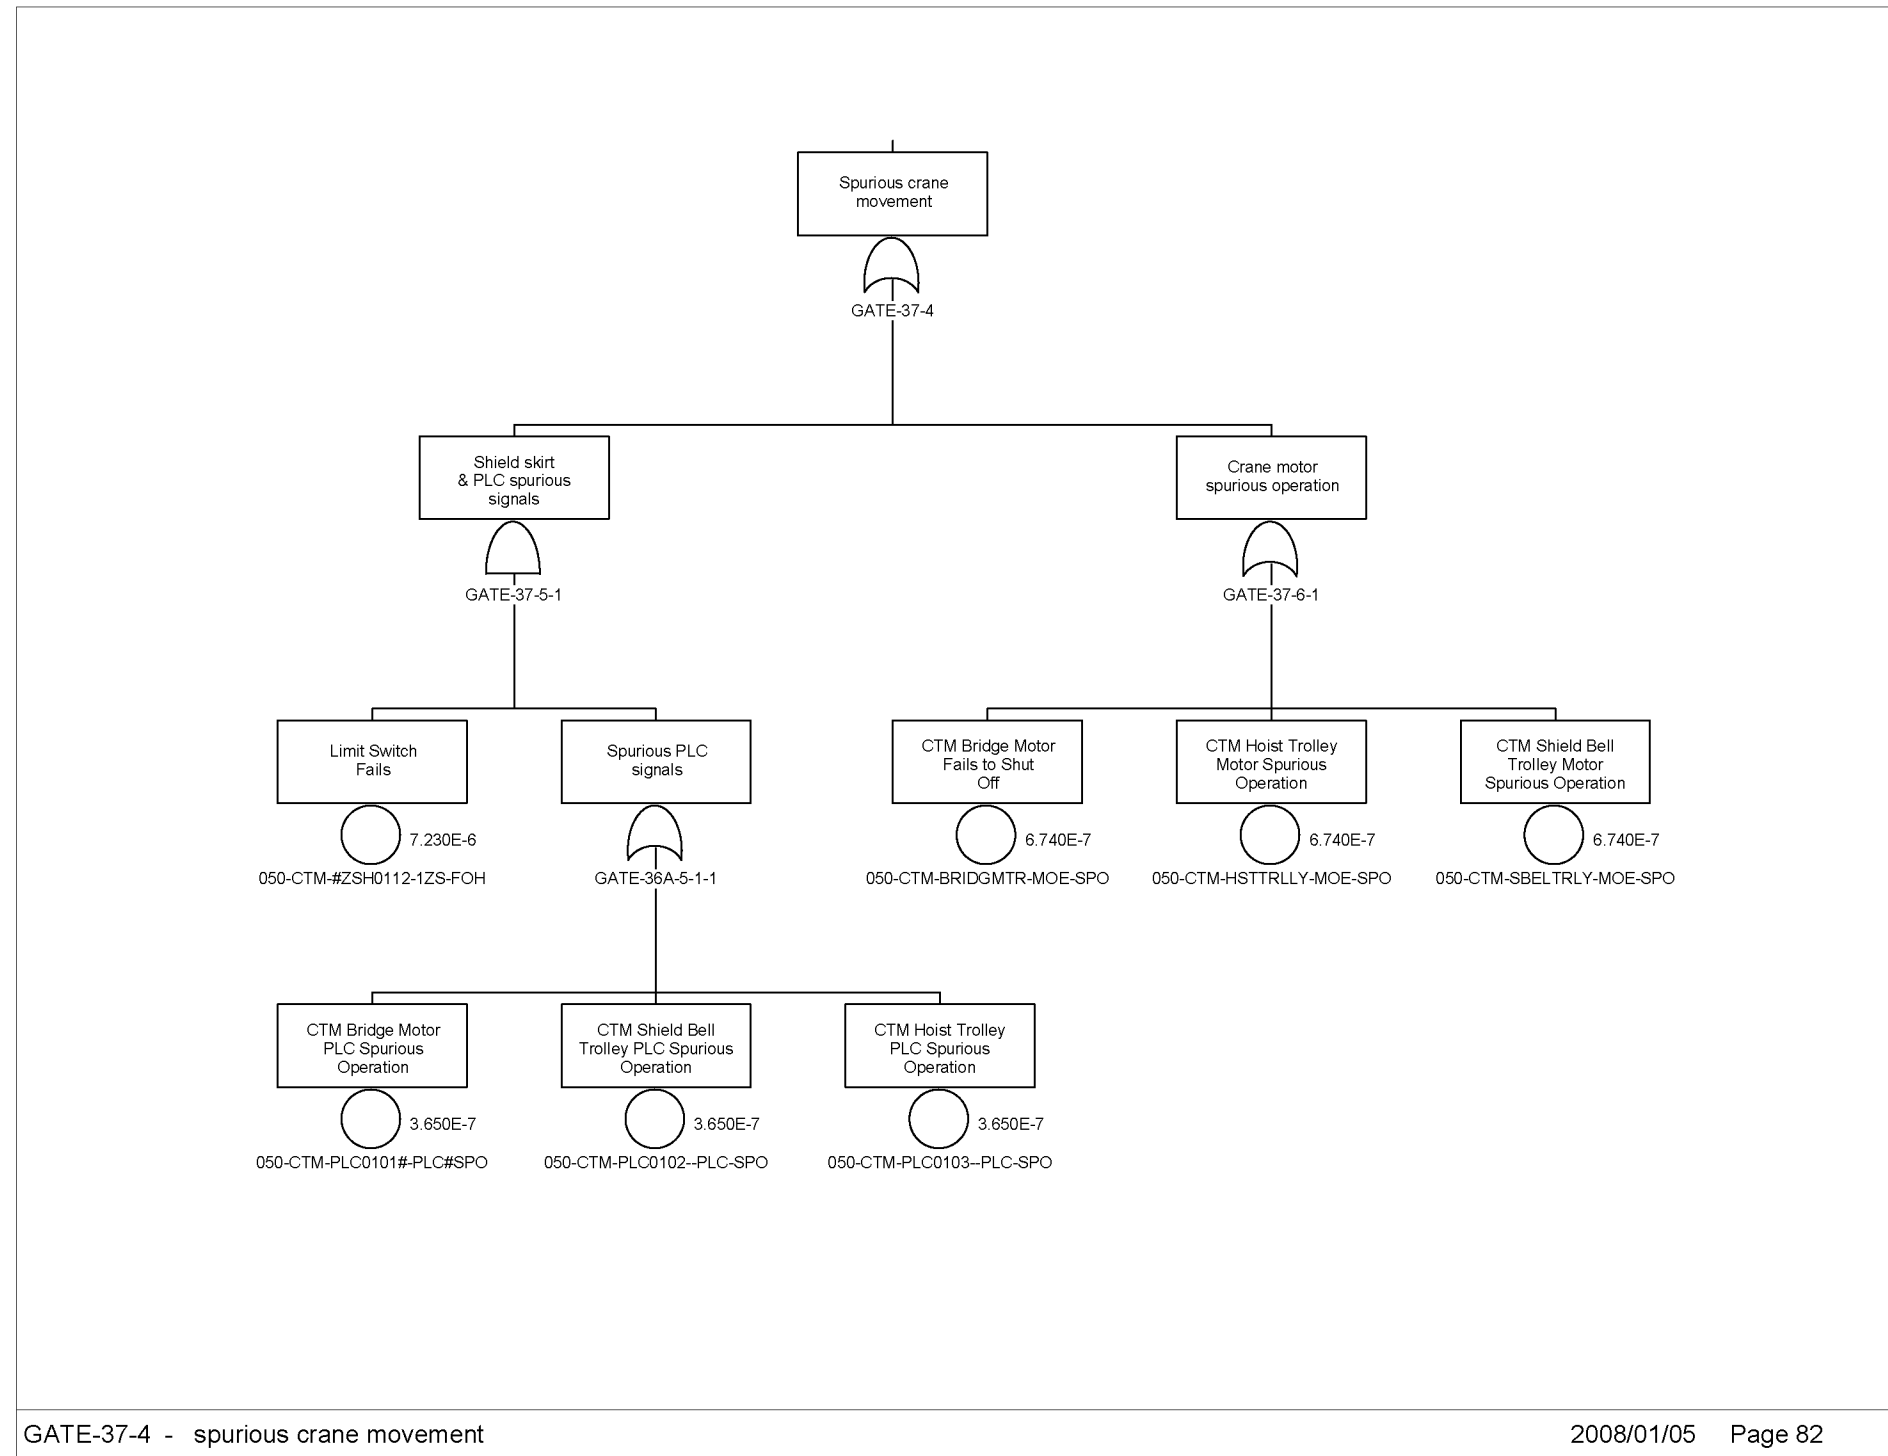 Spurious crane
movement
GATE-37-4
Shield skirt
& PLC spurious
signals
GATE-37-5-1
Crane motor
spurious operation
GATE-37-6-1
Limit Switch
Fails
7.230E-6
050-CTM-#ZSH0112-1ZS-FOH
Spurious PLC
signals
GATE-36A-5-1-1
CTM Bridge Motor
Fails to Shut
Off
6.740E-7
050-CTM-BRIDGMTR-MOE-SPO
CTM Hoist Trolley
Motor Spurious
Operation
6.740E-7
050-CTM-HSTTRLLY-MOE-SPO
CTM Shield Bell
Trolley Motor
Spurious Operation
6.740E-7
050-CTM-SBELTRLY-MOE-SPO
CTM Bridge Motor
PLC Spurious
Operation
3.650E-7
050-CTM-PLC0101#-PLC#SPO
CTM Shield Bell
Trolley PLC Spurious
Operation
3.650E-7
050-CTM-PLC0102--PLC-SPO
CTM Hoist Trolley
PLC Spurious
Operation
3.650E-7
050-CTM-PLC0103--PLC-SPO
GATE-37-4 - spurious crane movement
2008/01/05 Page 82